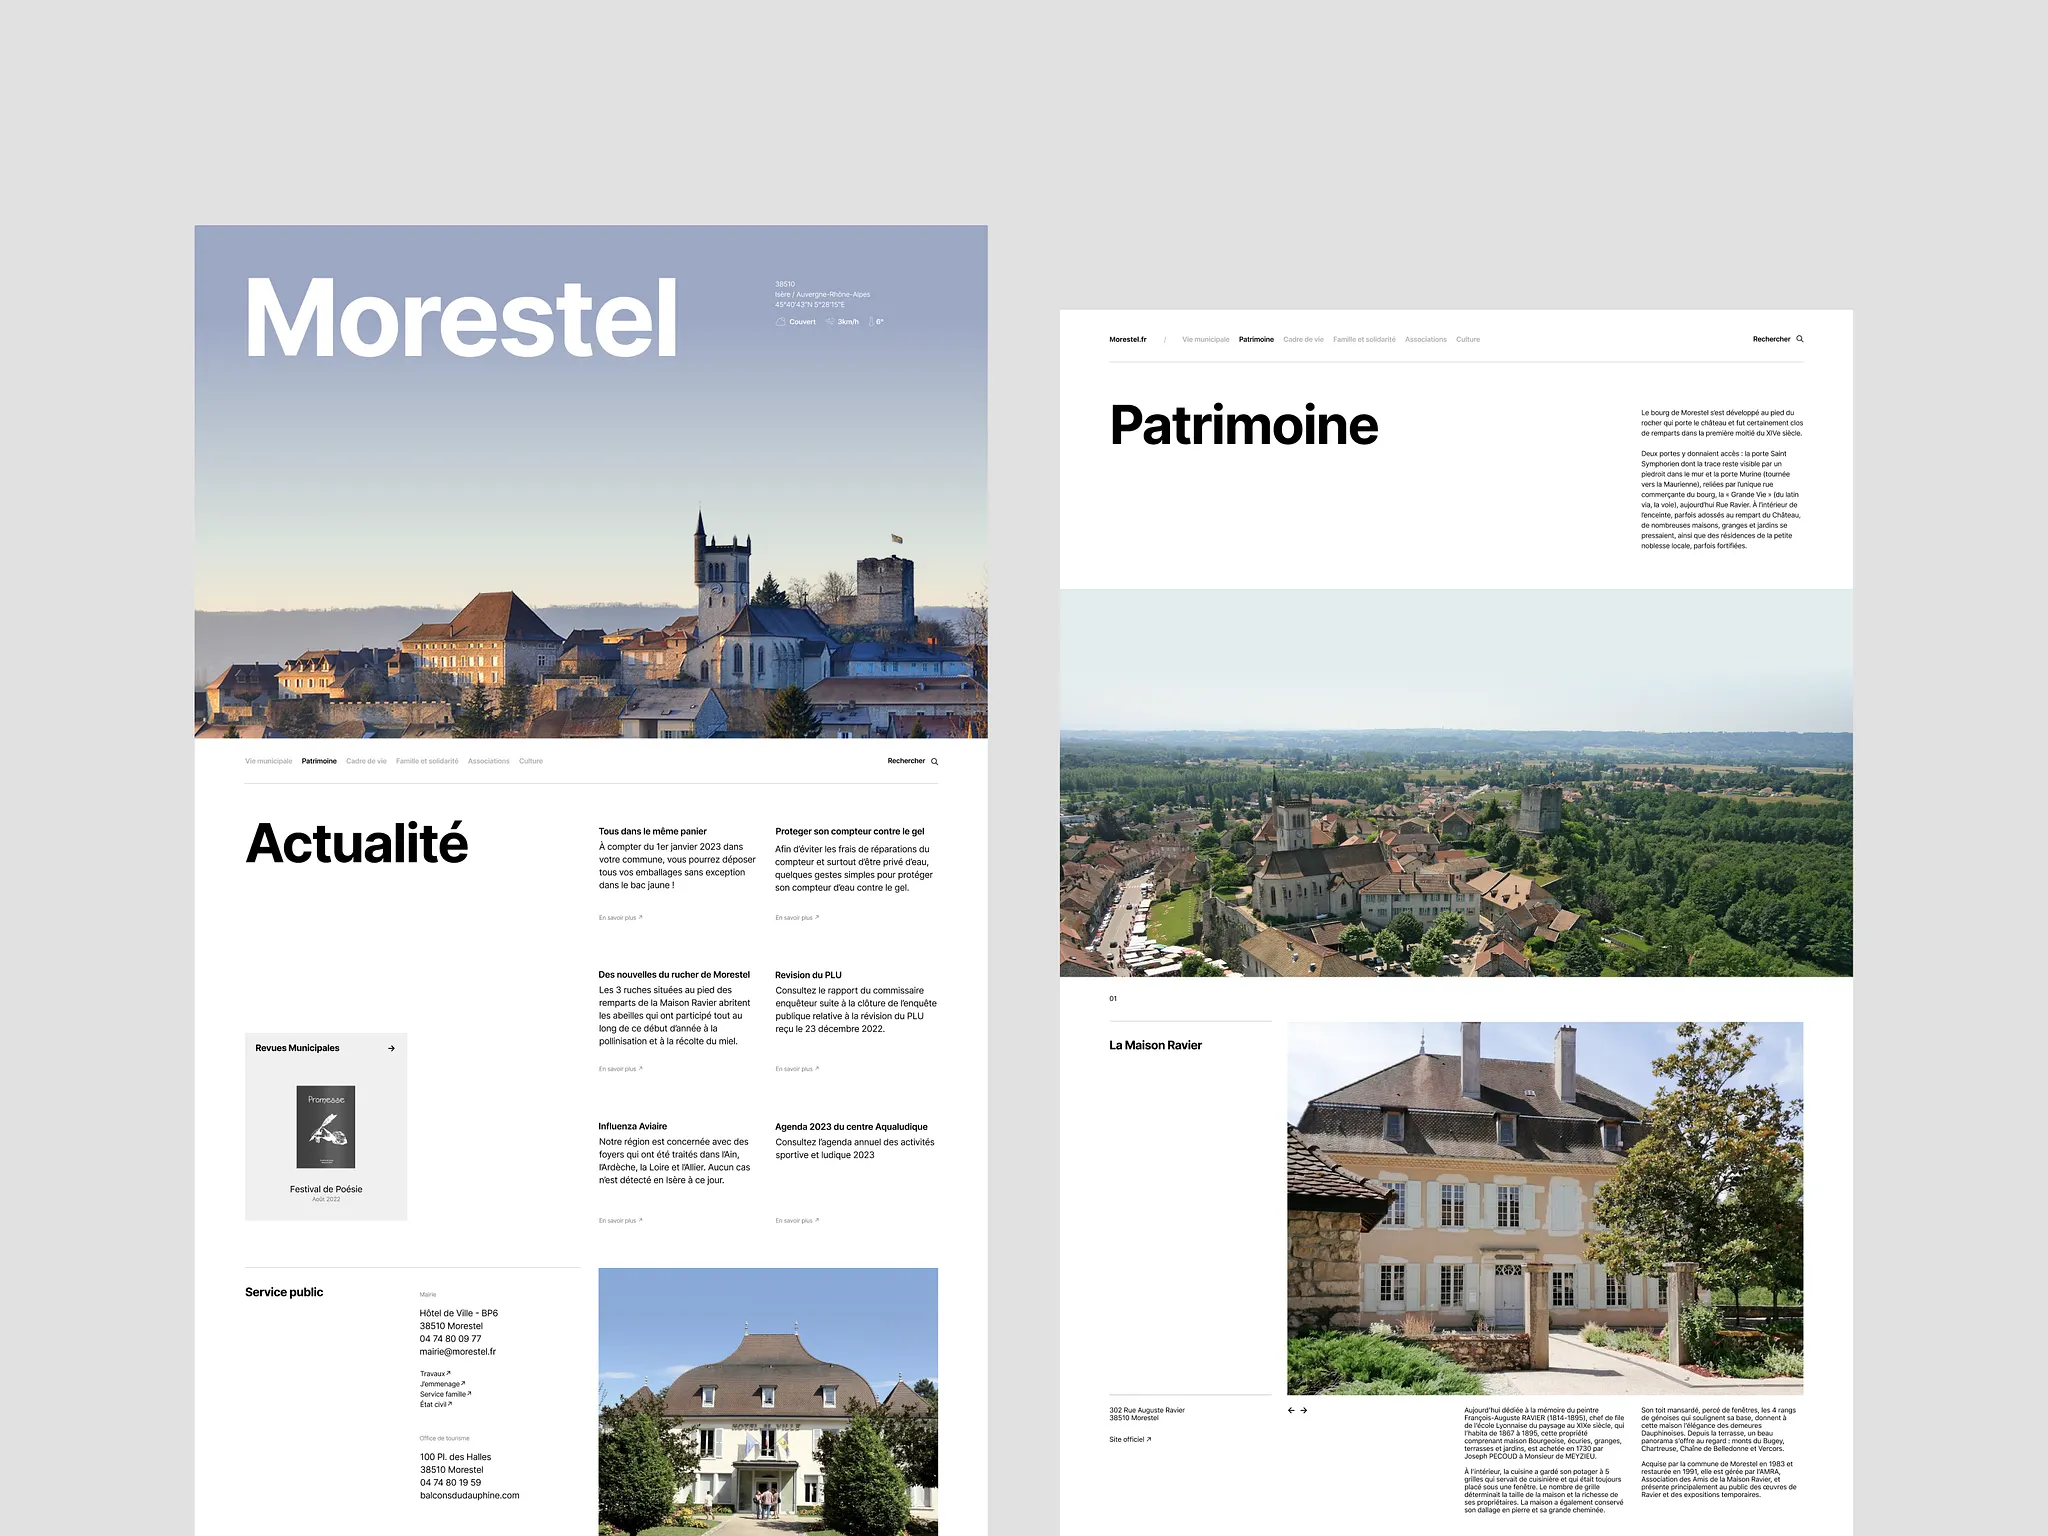 Morestel
38510
Isère / Auvergne-Rhône-Alpes
45°40'43"N 5°28'15"E
Couvert 3km/h 6°
Vie municipale Patrimoine Cadre de vie Famille et solidarité Associations Culture
Rechercher
Actualité
Tous dans le même panier
À compter du 1er janvier 2023 dans
votre commune, vous pourrez déposer
tous vos emballages sans exception
dans le bac jaune !
En savoir plus ↗
Proteger son compteur contre le gel
Afin d'éviter les frais de réparations du
compteur et surtout d'être privé d'eau,
quelques gestes simples pour protéger
son compteur d'eau contre le gel.
En savoir plus ↗
Des nouvelles du rucher de Morestel
Les 3 ruches situées au pied des
remparts de la Maison Ravier abritent
les abeilles qui ont participé tout au
long de ce début d'année à la
pollinisation et à la récolte du miel.
En savoir plus ↗
Revision du PLU
Consultez le rapport du commissaire
enquêteur suite à la clôture de l'enquête
publique relative à la révision du PLU
reçu le 23 décembre 2022.
En savoir plus ↗
Revues Municipales →
Promesse
Festival de Poésie
Août 2022
Influenza Aviaire
Notre région est concernée avec des
foyers qui ont été traités dans l'Ain,
l'Ardèche, la Loire et l'Allier. Aucun cas
n'est détecté en Isère à ce jour.
En savoir plus ↗
Agenda 2023 du centre Aqualudique
Consultez l'agenda annuel des activités
sportive et ludique 2023
En savoir plus ↗
Service public
Mairie
Hôtel de Ville - BP6
38510 Morestel
04 74 80 09 77
mairie@morestel.fr
Travaux↗
J'emmenage↗
Service famille↗
État civil↗
Office de tourisme
100 Pl. des Halles
38510 Morestel
04 74 80 19 59
balconsdudauphine.com
HOTEL DE VILLE
Morestel.fr / Vie municipale Patrimoine Cadre de vie Famille et solidarité Associations Culture
Rechercher
Patrimoine
Le bourg de Morestel s'est développé au pied du
rocher qui porte le château et fut certainement clos
de remparts dans la première moitié du XIVe siècle.
Deux portes y donnaient accès : la porte Saint
Symphorien dont la trace reste visible par un
piedroit dans le mur et la porte Murine (tournée
vers la Maurienne), reliées par l'unique rue
commerçante du bourg, la « Grande Vie » (du latin
via, la voie), aujourd'hui Rue Ravier. À l'intérieur de
l'enceinte, parfois adossés au rempart du Château,
de nombreuses maisons, granges et jardins se
pressaient, ainsi que des résidences de la petite
noblesse locale, parfois fortifiées.
01
La Maison Ravier
302 Rue Auguste Ravier
38510 Morestel
Site officiel ↗
← →
Aujourd'hui dédiée à la mémoire du peintre
François-Auguste RAVIER (1814-1895), chef de file
de l'école Lyonnaise du paysage au XIXe siècle, qui
l'habita de 1867 à 1895, cette propriété
comprenant maison Bourgeoise, écuries, granges,
terrasses et jardins, est achetée en 1730 par
Joseph PECOUD à Monsieur de MEYZIEU.
À l'intérieur, la cuisine a gardé son potager à 5
grilles qui servait de cuisinière et qui était toujours
placé sous une fenêtre. Le nombre de grille
déterminait la taille de la maison et la richesse de
ses propriétaires. La maison a également conservé
son dallage en pierre et sa grande cheminée.
Son toit mansardé, percé de fenêtres, les 4 rangs
de génoises qui soulignent sa base, donnent à
cette maison l'élégance des demeures
Dauphinoises. Depuis la terrasse, un beau
panorama s'offre au regard : monts du Bugey,
Chartreuse, Chaîne de Belledonne et Vercors.
Acquise par la commune de Morestel en 1983 et
restaurée en 1991, elle est gérée par l'AMRA,
Association des Amis de la Maison Ravier, et
présente principalement au public des œuvres de
Ravier et des expositions temporaires.